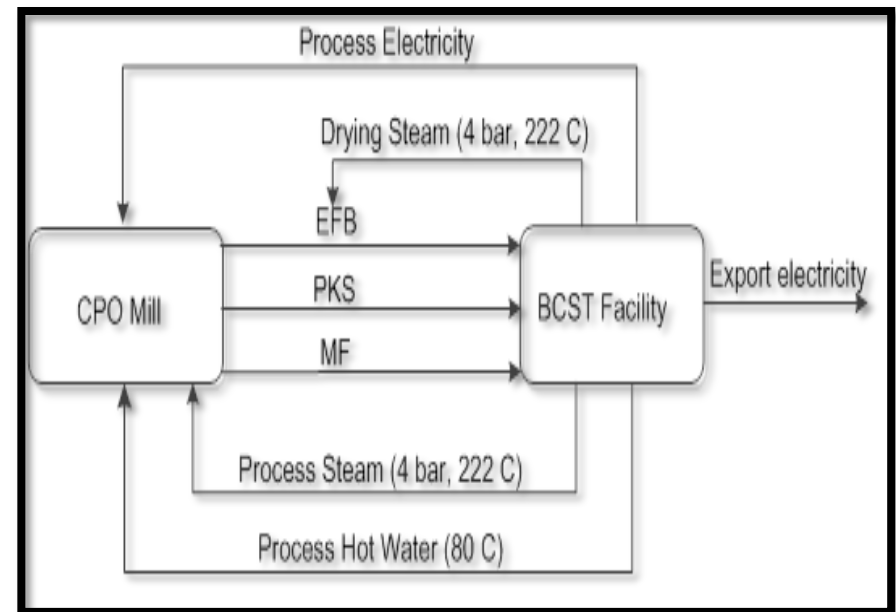 Process Electricity
Drying Steam (4 bar, 222 C)
EFB
CPO Mill
PKS
BCST Facility
Export electricity
MF
Process Steam (4 bar, 222 C)
Process Hot Water (80 C)